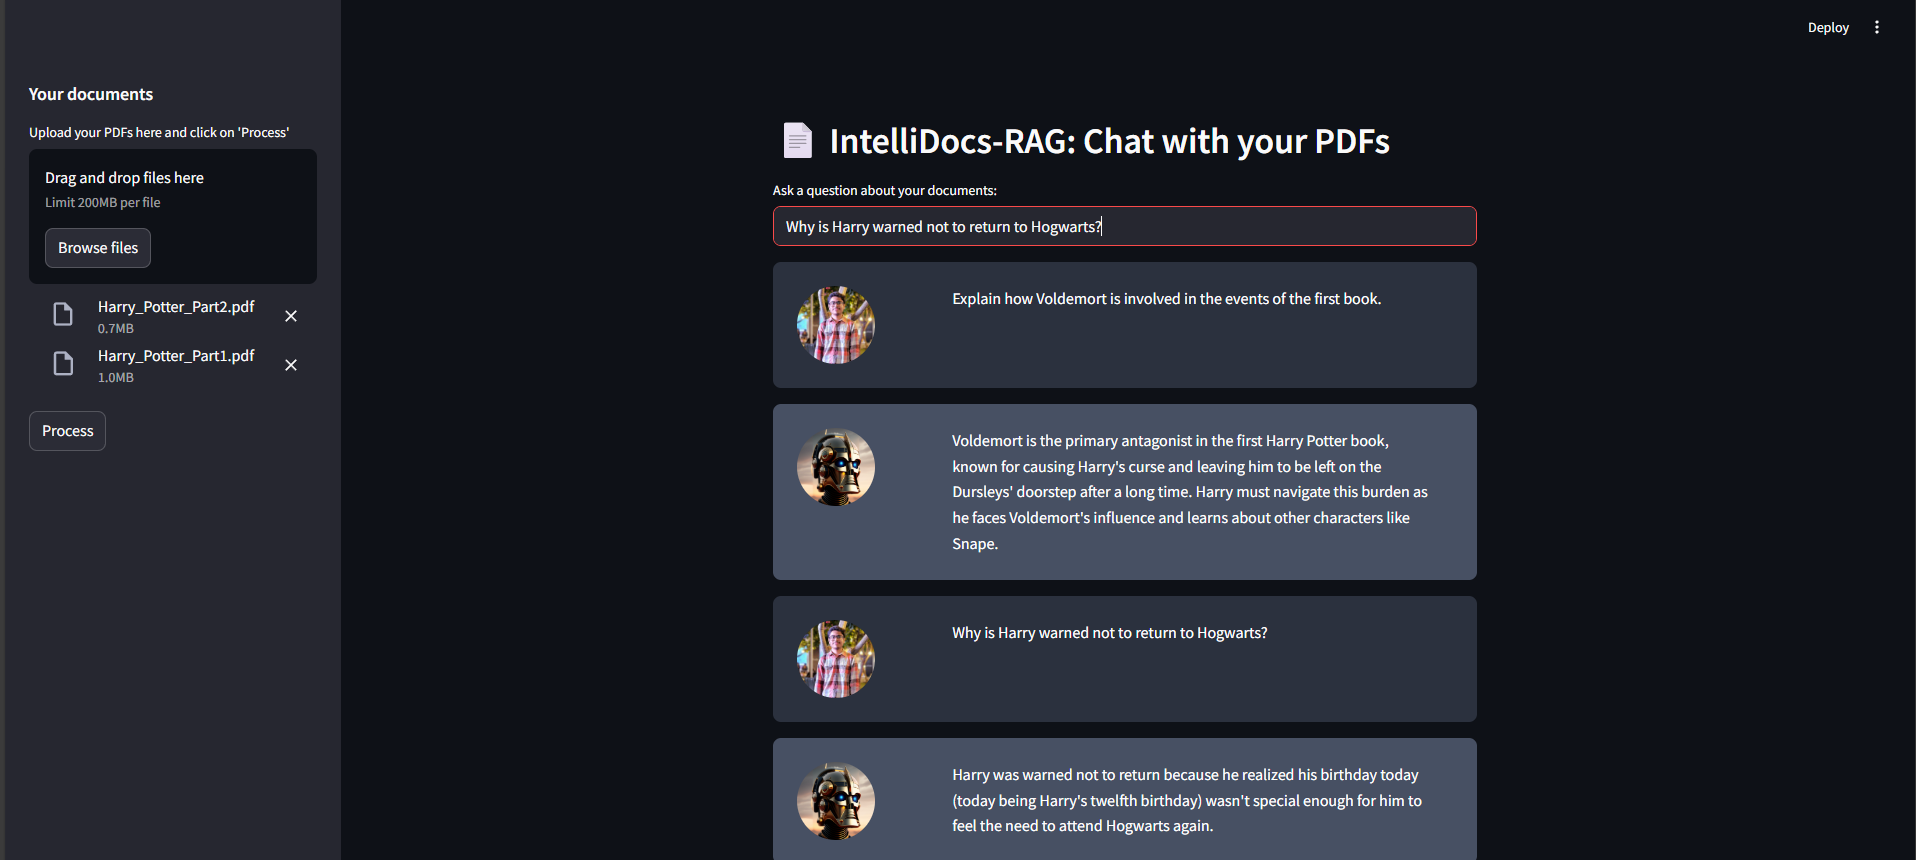 Deploy
Your documents
Upload your PDFs here and click on 'Process'
Drag and drop files here
Limit 200MB per file
Browse files
Harry_Potter_Part2.pdf
0.7MB
Harry_Potter_Part1.pdf
1.0MB
Process
IntelliDocs-RAG: Chat with your PDFs
Ask a question about your documents:
Why is Harry warned not to return to Hogwarts?
Explain how Voldemort is involved in the events of the first book.
Voldemort is the primary antagonist in the first Harry Potter book,
known for causing Harry's curse and leaving him to be left on the
Dursleys' doorstep after a long time. Harry must navigate this burden as
he faces Voldemort's influence and learns about other characters like
Snape.
Why is Harry warned not to return to Hogwarts?
Harry was warned not to return because he realized his birthday today
(today being Harry's twelfth birthday) wasn't special enough for him to
feel the need to attend Hogwarts again.